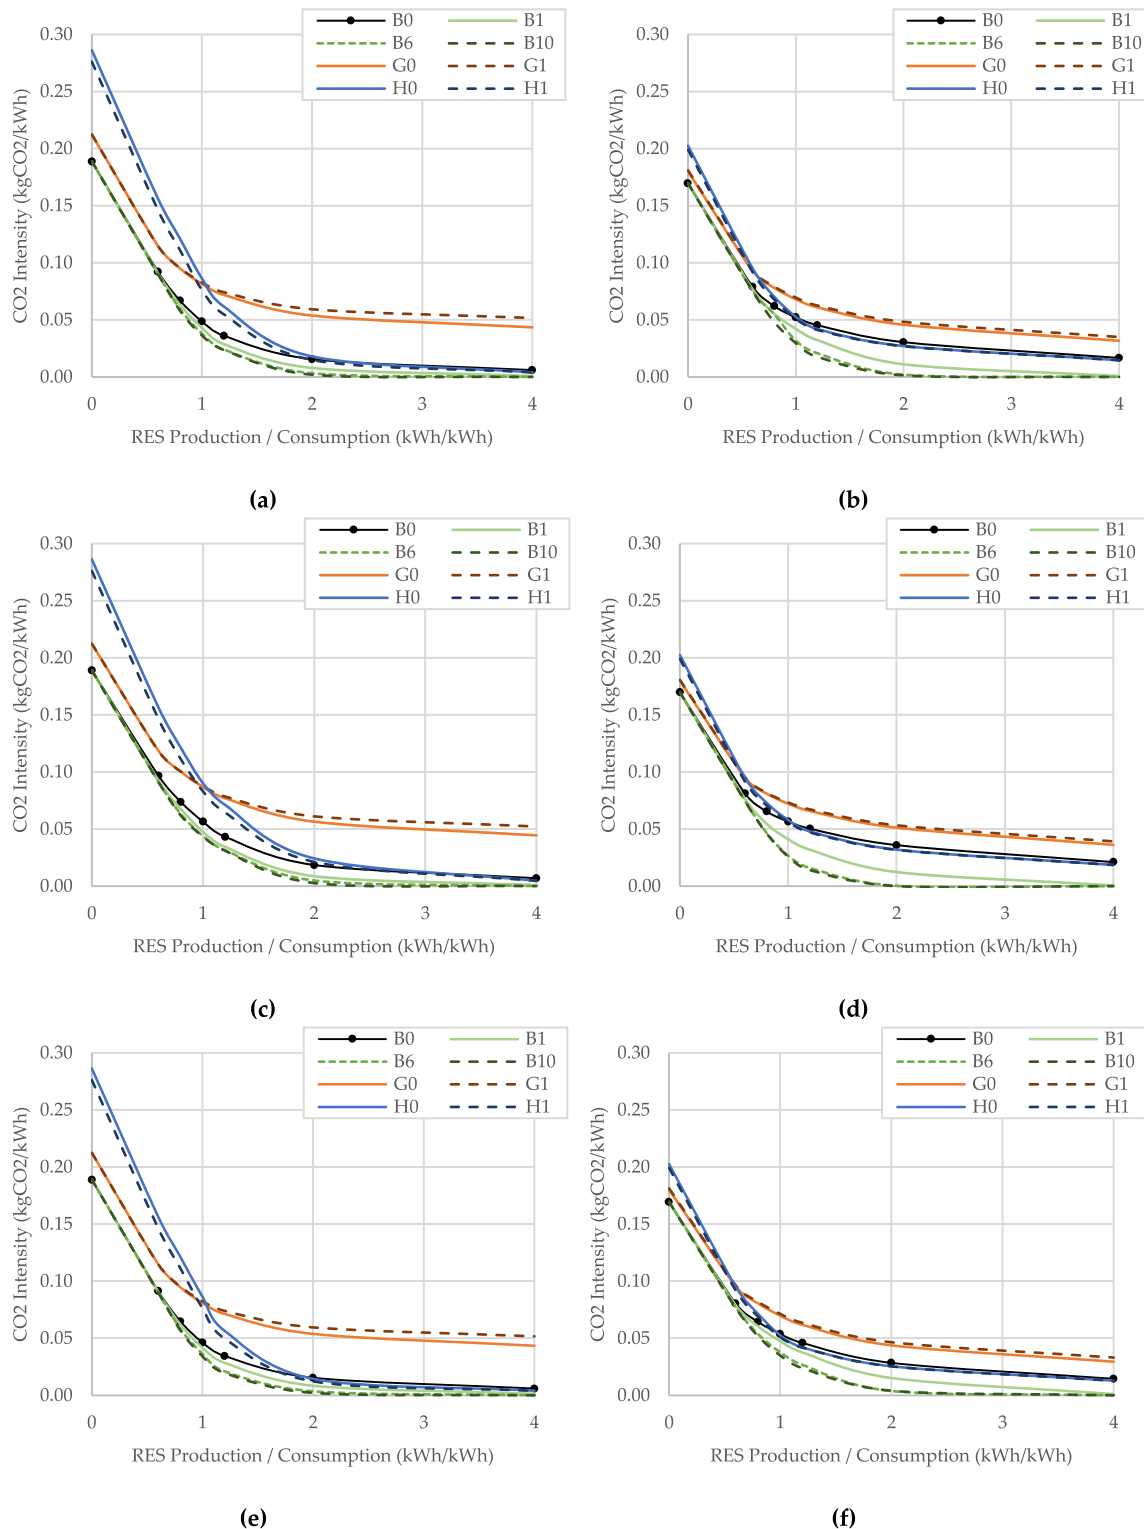 B0 B1
B6 B10
G0 G1
H0 H1
0.30
0.25
0.20
0.15
0.10
0.05
0.00
CO2 Intensity (kgCO2/kWh)
0 1 2 3 4
RES Production / Consumption (kWh/kWh)
(a)
B0 B1
B6 B10
G0 G1
H0 H1
0.30
0.25
0.20
0.15
0.10
0.05
0.00
CO2 Intensity (kgCO2/kWh)
0 1 2 3 4
RES Production / Consumption (kWh/kWh)
(b)
B0 B1
B6 B10
G0 G1
H0 H1
0.30
0.25
0.20
0.15
0.10
0.05
0.00
CO2 Intensity (kgCO2/kWh)
0 1 2 3 4
RES Production / Consumption (kWh/kWh)
(c)
B0 B1
B6 B10
G0 G1
H0 H1
0.30
0.25
0.20
0.15
0.10
0.05
0.00
CO2 Intensity (kgCO2/kWh)
0 1 2 3 4
RES Production / Consumption (kWh/kWh)
(d)
B0 B1
B6 B10
G0 G1
H0 H1
0.30
0.25
0.20
0.15
0.10
0.05
0.00
CO2 Intensity (kgCO2/kWh)
0 1 2 3 4
RES Production / Consumption (kWh/kWh)
(e)
B0 B1
B6 B10
G0 G1
H0 H1
0.30
0.25
0.20
0.15
0.10
0.05
0.00
CO2 Intensity (kgCO2/kWh)
0 1 2 3 4
RES Production / Consumption (kWh/kWh)
(f)